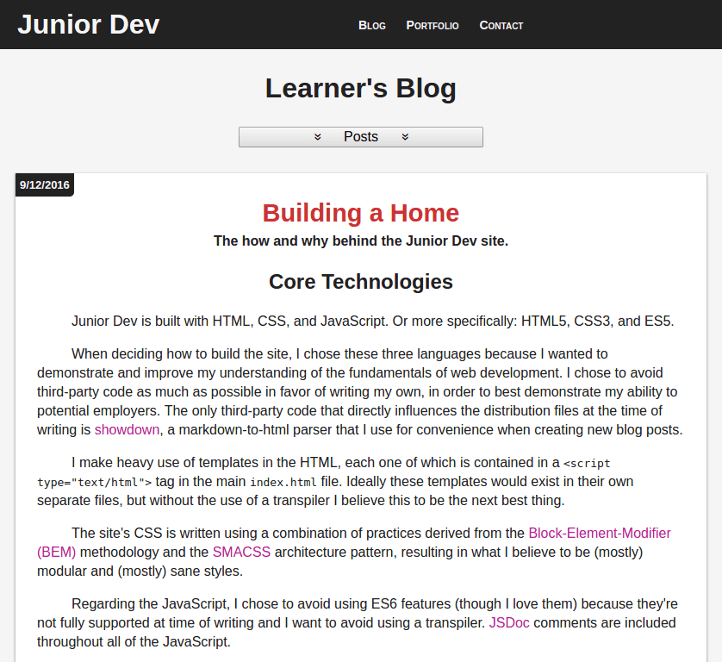 Junior Dev
Blog Portfolio Contact
Learner's Blog
Posts
9/12/2016
Building a Home
The how and why behind the Junior Dev site.
Core Technologies
Junior Dev is built with HTML, CSS, and JavaScript. Or more specifically: HTML5, CSS3, and ES5.
When deciding how to build the site, I chose these three languages because I wanted to
demonstrate and improve my understanding of the fundamentals of web development. I chose to avoid
third-party code as much as possible in favor of writing my own, in order to best demonstrate my ability to
potential employers. The only third-party code that directly influences the distribution files at the time of
writing is showdown, a markdown-to-html parser that I use for convenience when creating new blog posts.
I make heavy use of templates in the HTML, each one of which is contained in a <script
type="text/html"> tag in the main index.html file. Ideally these templates would exist in their own
separate files, but without the use of a transpiler I believe this to be the next best thing.
The site's CSS is written using a combination of practices derived from the Block-Element-Modifier
(BEM) methodology and the SMACSS architecture pattern, resulting in what I believe to be (mostly)
modular and (mostly) sane styles.
Regarding the JavaScript, I chose to avoid using ES6 features (though I love them) because they're
not fully supported at time of writing and I want to avoid using a transpiler. JSDoc comments are included
throughout all of the JavaScript.